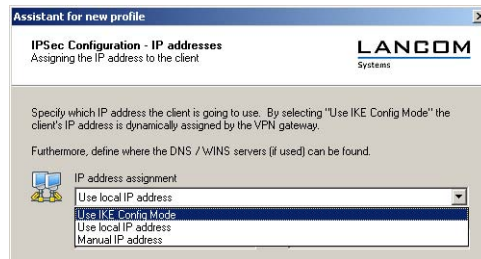 Assistant for new profile
IPSec Configuration - IP addresses
Assigning the IP address to the client
LANCOM
Systems
Specify which IP address the client is going to use. By selecting "Use IKE Config Mode" the
client's IP address is dynamically assigned by the VPN gateway.
Furthermore, define where the DNS / WINS servers (if used) can be found.
IP address assignment
Use local IP address
Use IKE Config Mode
Use local IP address
Manual IP address